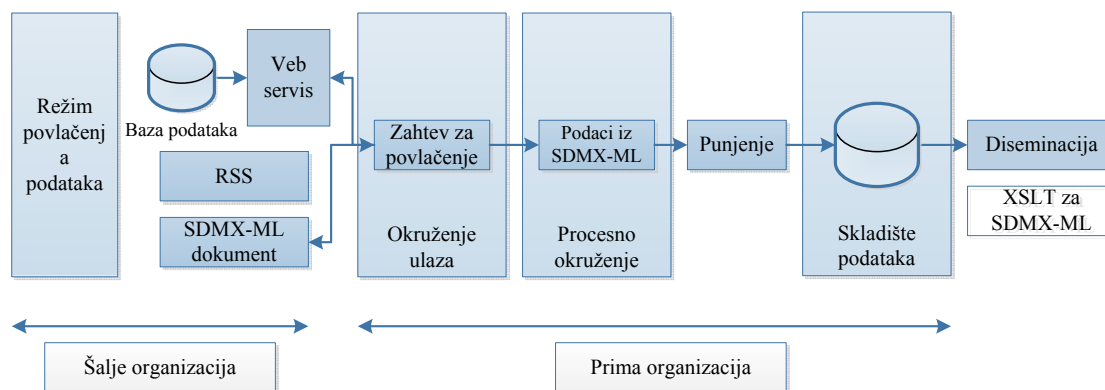 Režim
povlačenj
a
podataka
Baza podataka
Veb
servis
RSS
SDMX-ML
dokument
Zahtev za
povlačenje
Okruženje
ulaza
Podaci iz
SDMX-ML
Procesno
okruženje
Punjenje
Skladište
podataka
Diseminacija
XSLT za
SDMX-ML
Šalje organizacija
Prima organizacija